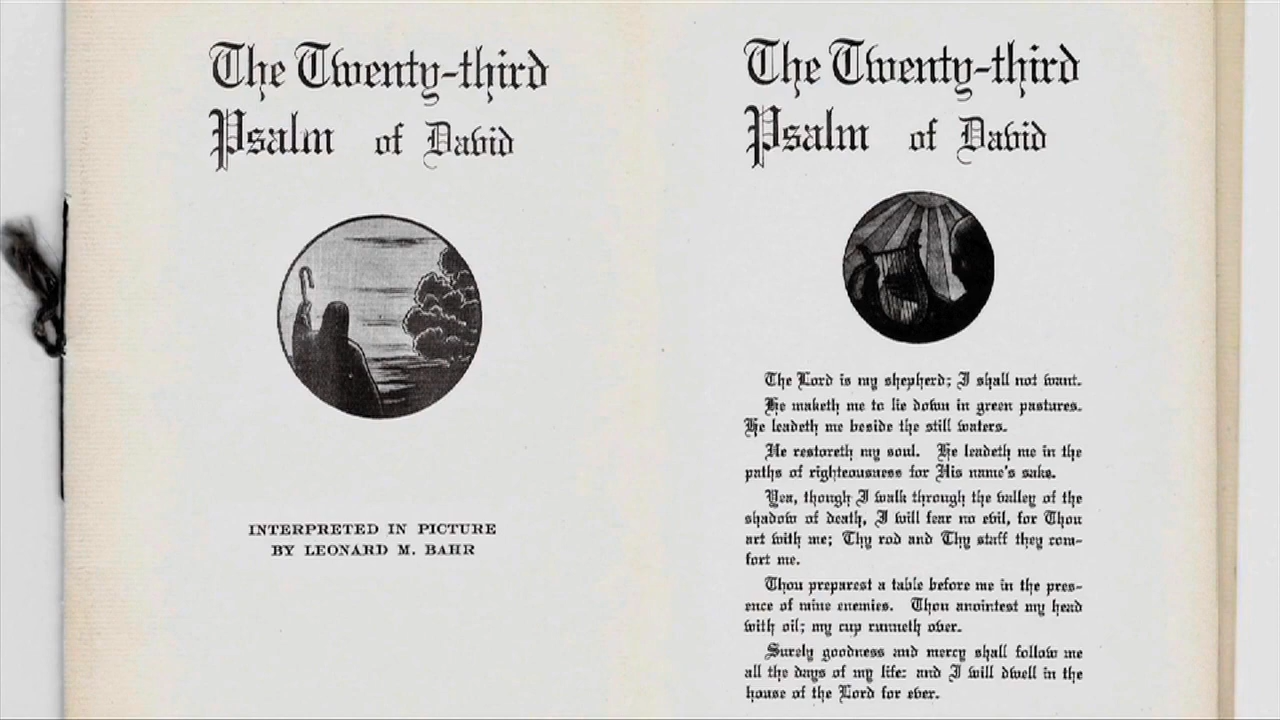 The Twenty-third
Psalm of David
INTERPRETED IN PICTURE
BY LEONARD M. BAHR
The Twenty-third
Psalm of David
The Lord is my shepherd; I shall not want.
He maketh me to lie down in green pastures.
He leadeth me beside the still waters.
He restoreth my soul. He leadeth me in the
paths of righteousness for His name's sake.
Yea, though I walk through the valley of the
shadow of death, I will fear no evil, for Thou
art with me; Thy rod and Thy staff they com-
fort me.
Thou preparest a table before me in the pres-
ence of mine enemies. Thou anointest my head
with oil; my cup runneth over.
Surely goodness and mercy shall follow me
all the days of my life: and I will dwell in the
house of the Lord for ever.